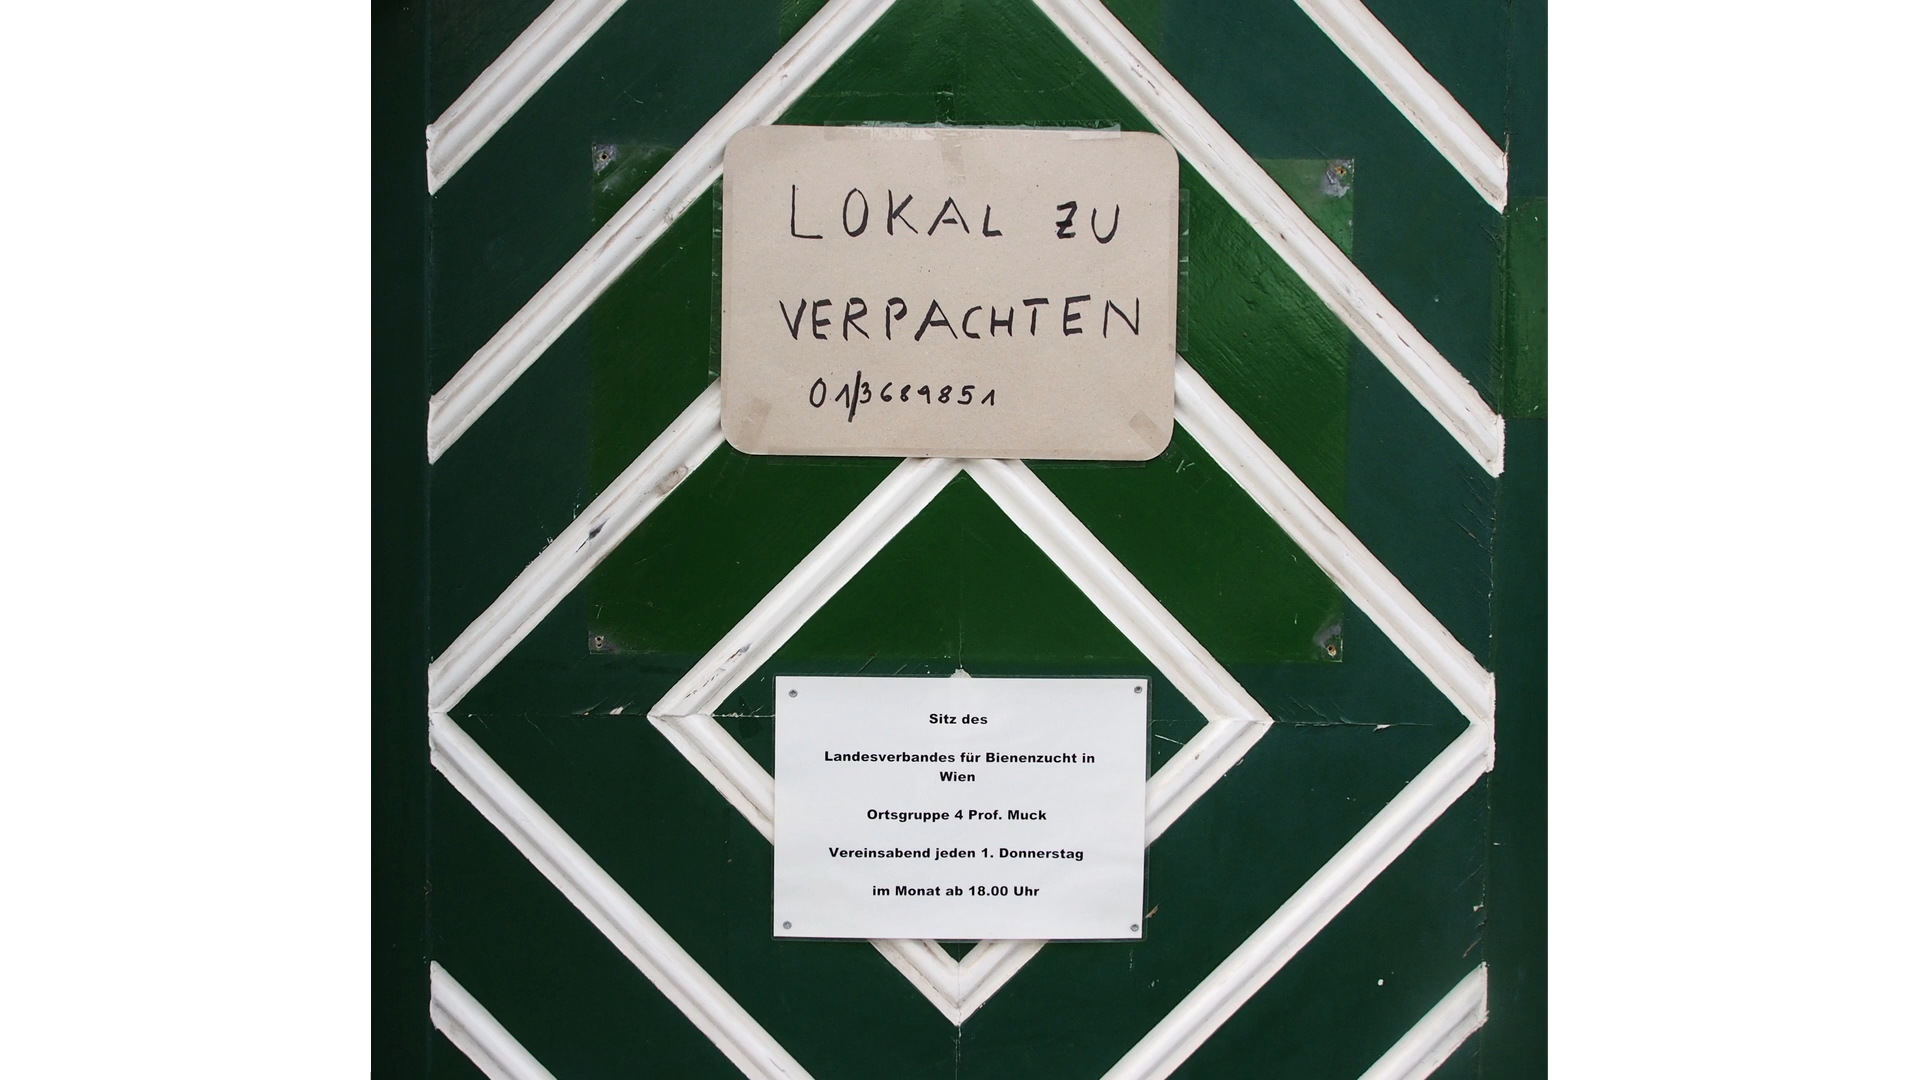 LOKAL ZU
VERPACHTEN
01/3689851
Sitz des
Landesverbandes für Bienenzucht in
Wien
Ortsgruppe 4 Prof. Muck
Vereinsabend jeden 1. Donnerstag
im Monat ab 18.00 Uhr